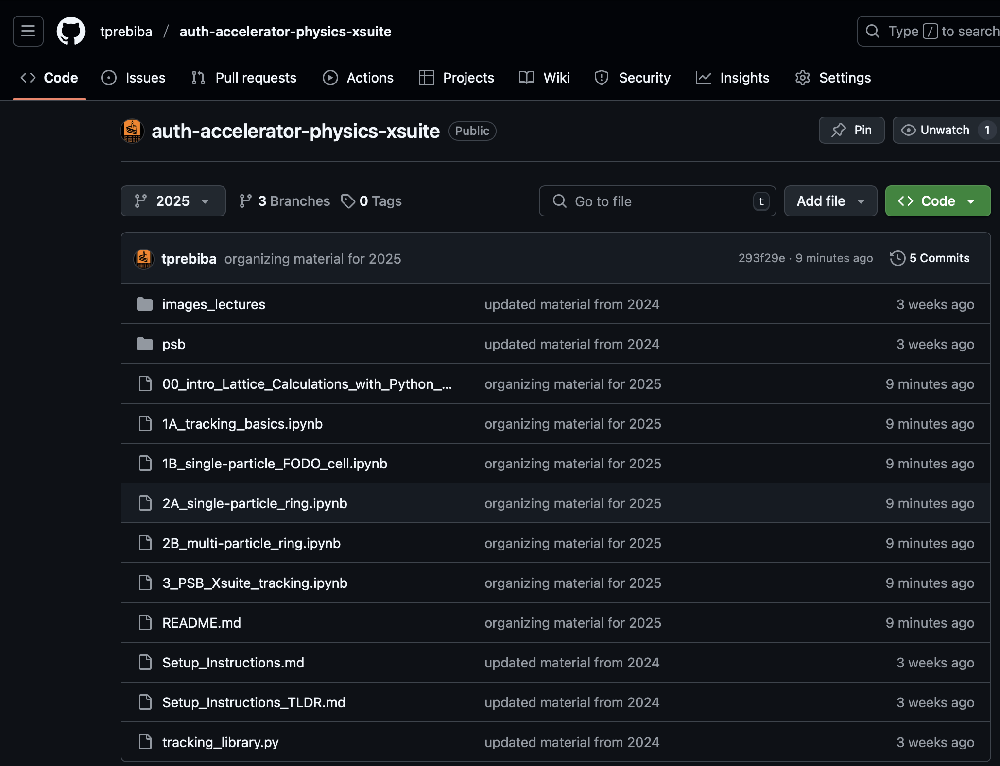 tprebiba / auth-accelerator-physics-xsuite
Type / to search
Code Issues Pull requests Actions Projects Wiki Security Insights Settings
auth-accelerator-physics-xsuite Public
Pin Unwatch 1
2025 3 Branches 0 Tags
Go to file t Add file Code
tprebiba organizing material for 2025 293f29e · 9 minutes ago 5 Commits
images_lectures updated material from 2024 3 weeks ago
psb updated material from 2024 3 weeks ago
00_intro_Lattice_Calculations_with_Python_... organizing material for 2025 9 minutes ago
1A_tracking_basics.ipynb organizing material for 2025 9 minutes ago
1B_single-particle_FODO_cell.ipynb organizing material for 2025 9 minutes ago
2A_single-particle_ring.ipynb organizing material for 2025 9 minutes ago
2B_multi-particle_ring.ipynb organizing material for 2025 9 minutes ago
3_PSB_Xsuite_tracking.ipynb organizing material for 2025 9 minutes ago
README.md organizing material for 2025 9 minutes ago
Setup_Instructions.md updated material from 2024 3 weeks ago
Setup_Instructions_TLDR.md updated material from 2024 3 weeks ago
tracking_library.py updated material from 2024 3 weeks ago